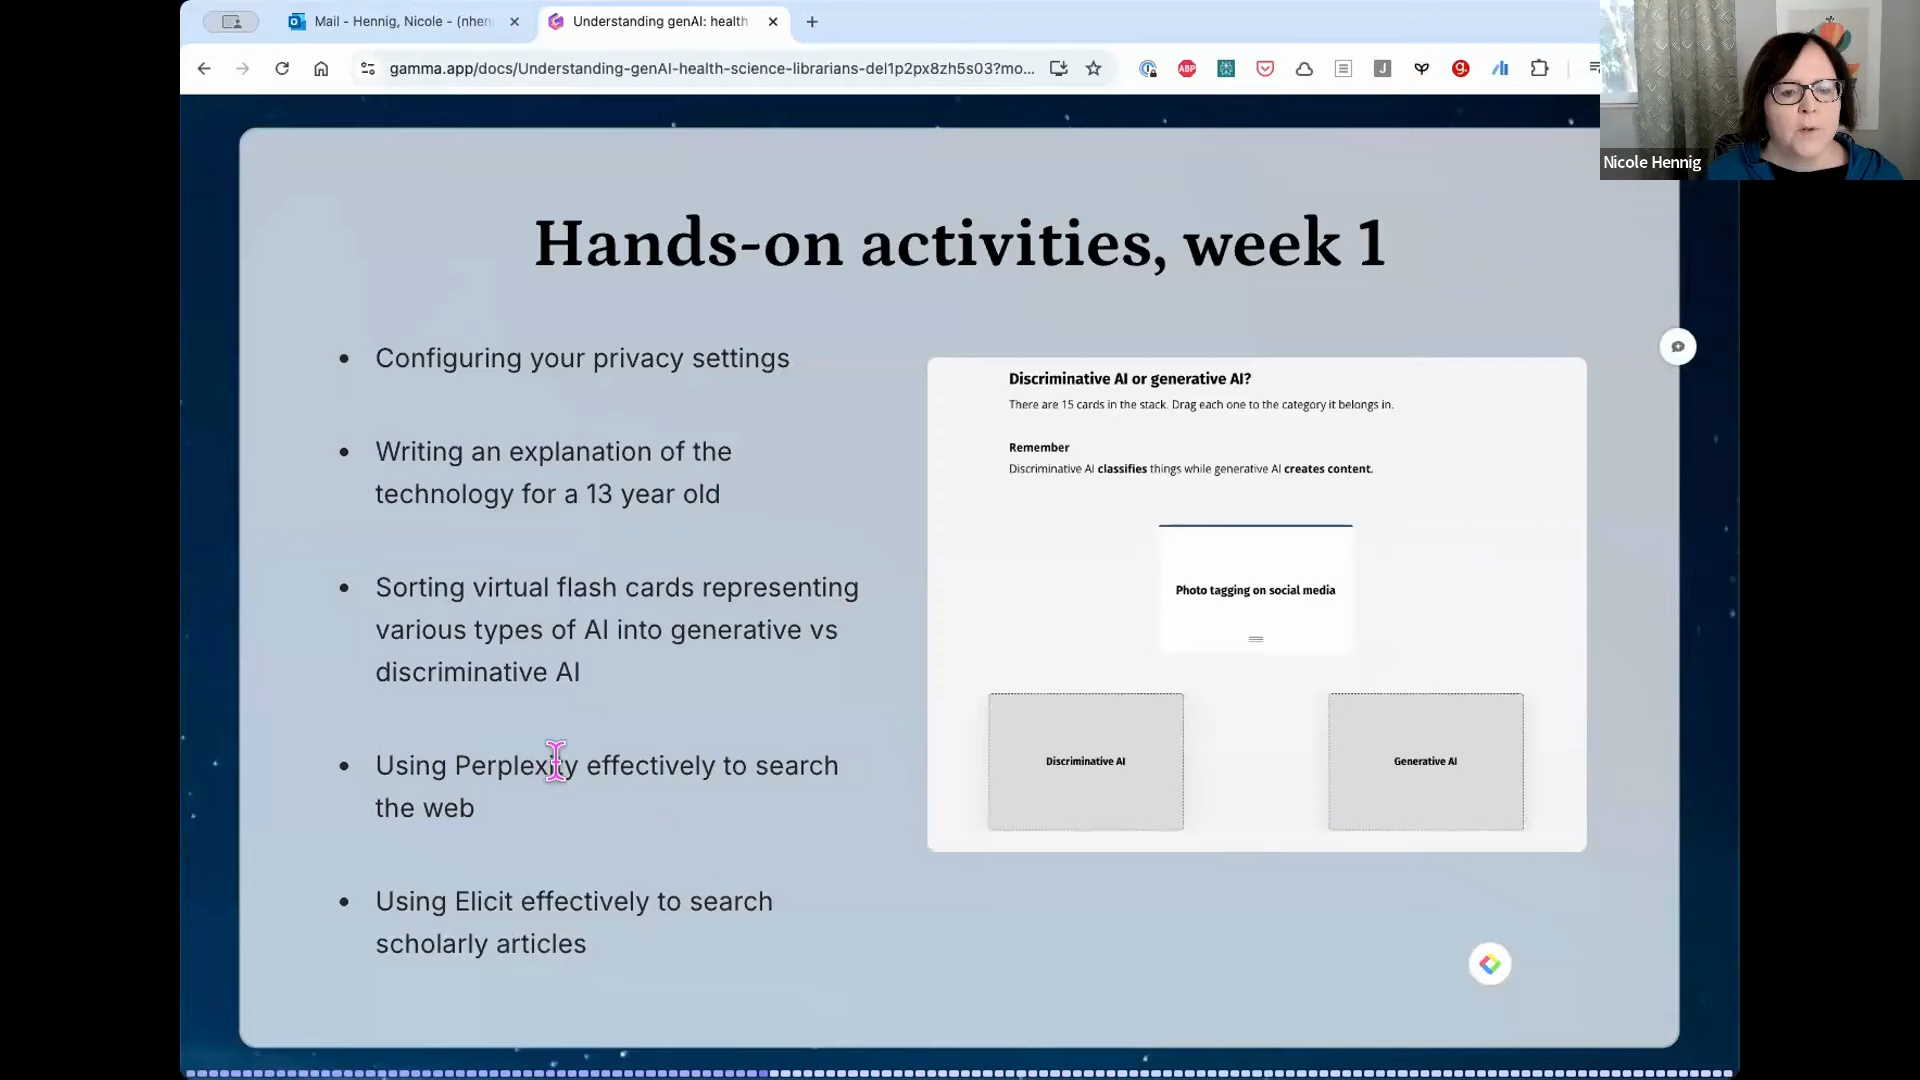 Mail - Hennig, Nicole - (nhen
Understanding genAI: health
gamma.app/docs/Understanding-genAI-health-science-librarians-del1p2px8zh5s03?mo...
ABP
J
g
Nicole Hennig
Hands-on activities, week 1
• Configuring your privacy settings
• Writing an explanation of the
technology for a 13 year old
• Sorting virtual flash cards representing
various types of AI into generative vs
discriminative AI
• Using Perplexity effectively to search
the web
• Using Elicit effectively to search
scholarly articles
Discriminative AI or generative AI?
There are 15 cards in the stack. Drag each one to the category it belongs in.
Remember
Discriminative AI classifies things while generative AI creates content.
Photo tagging on social media
Discriminative AI
Generative AI